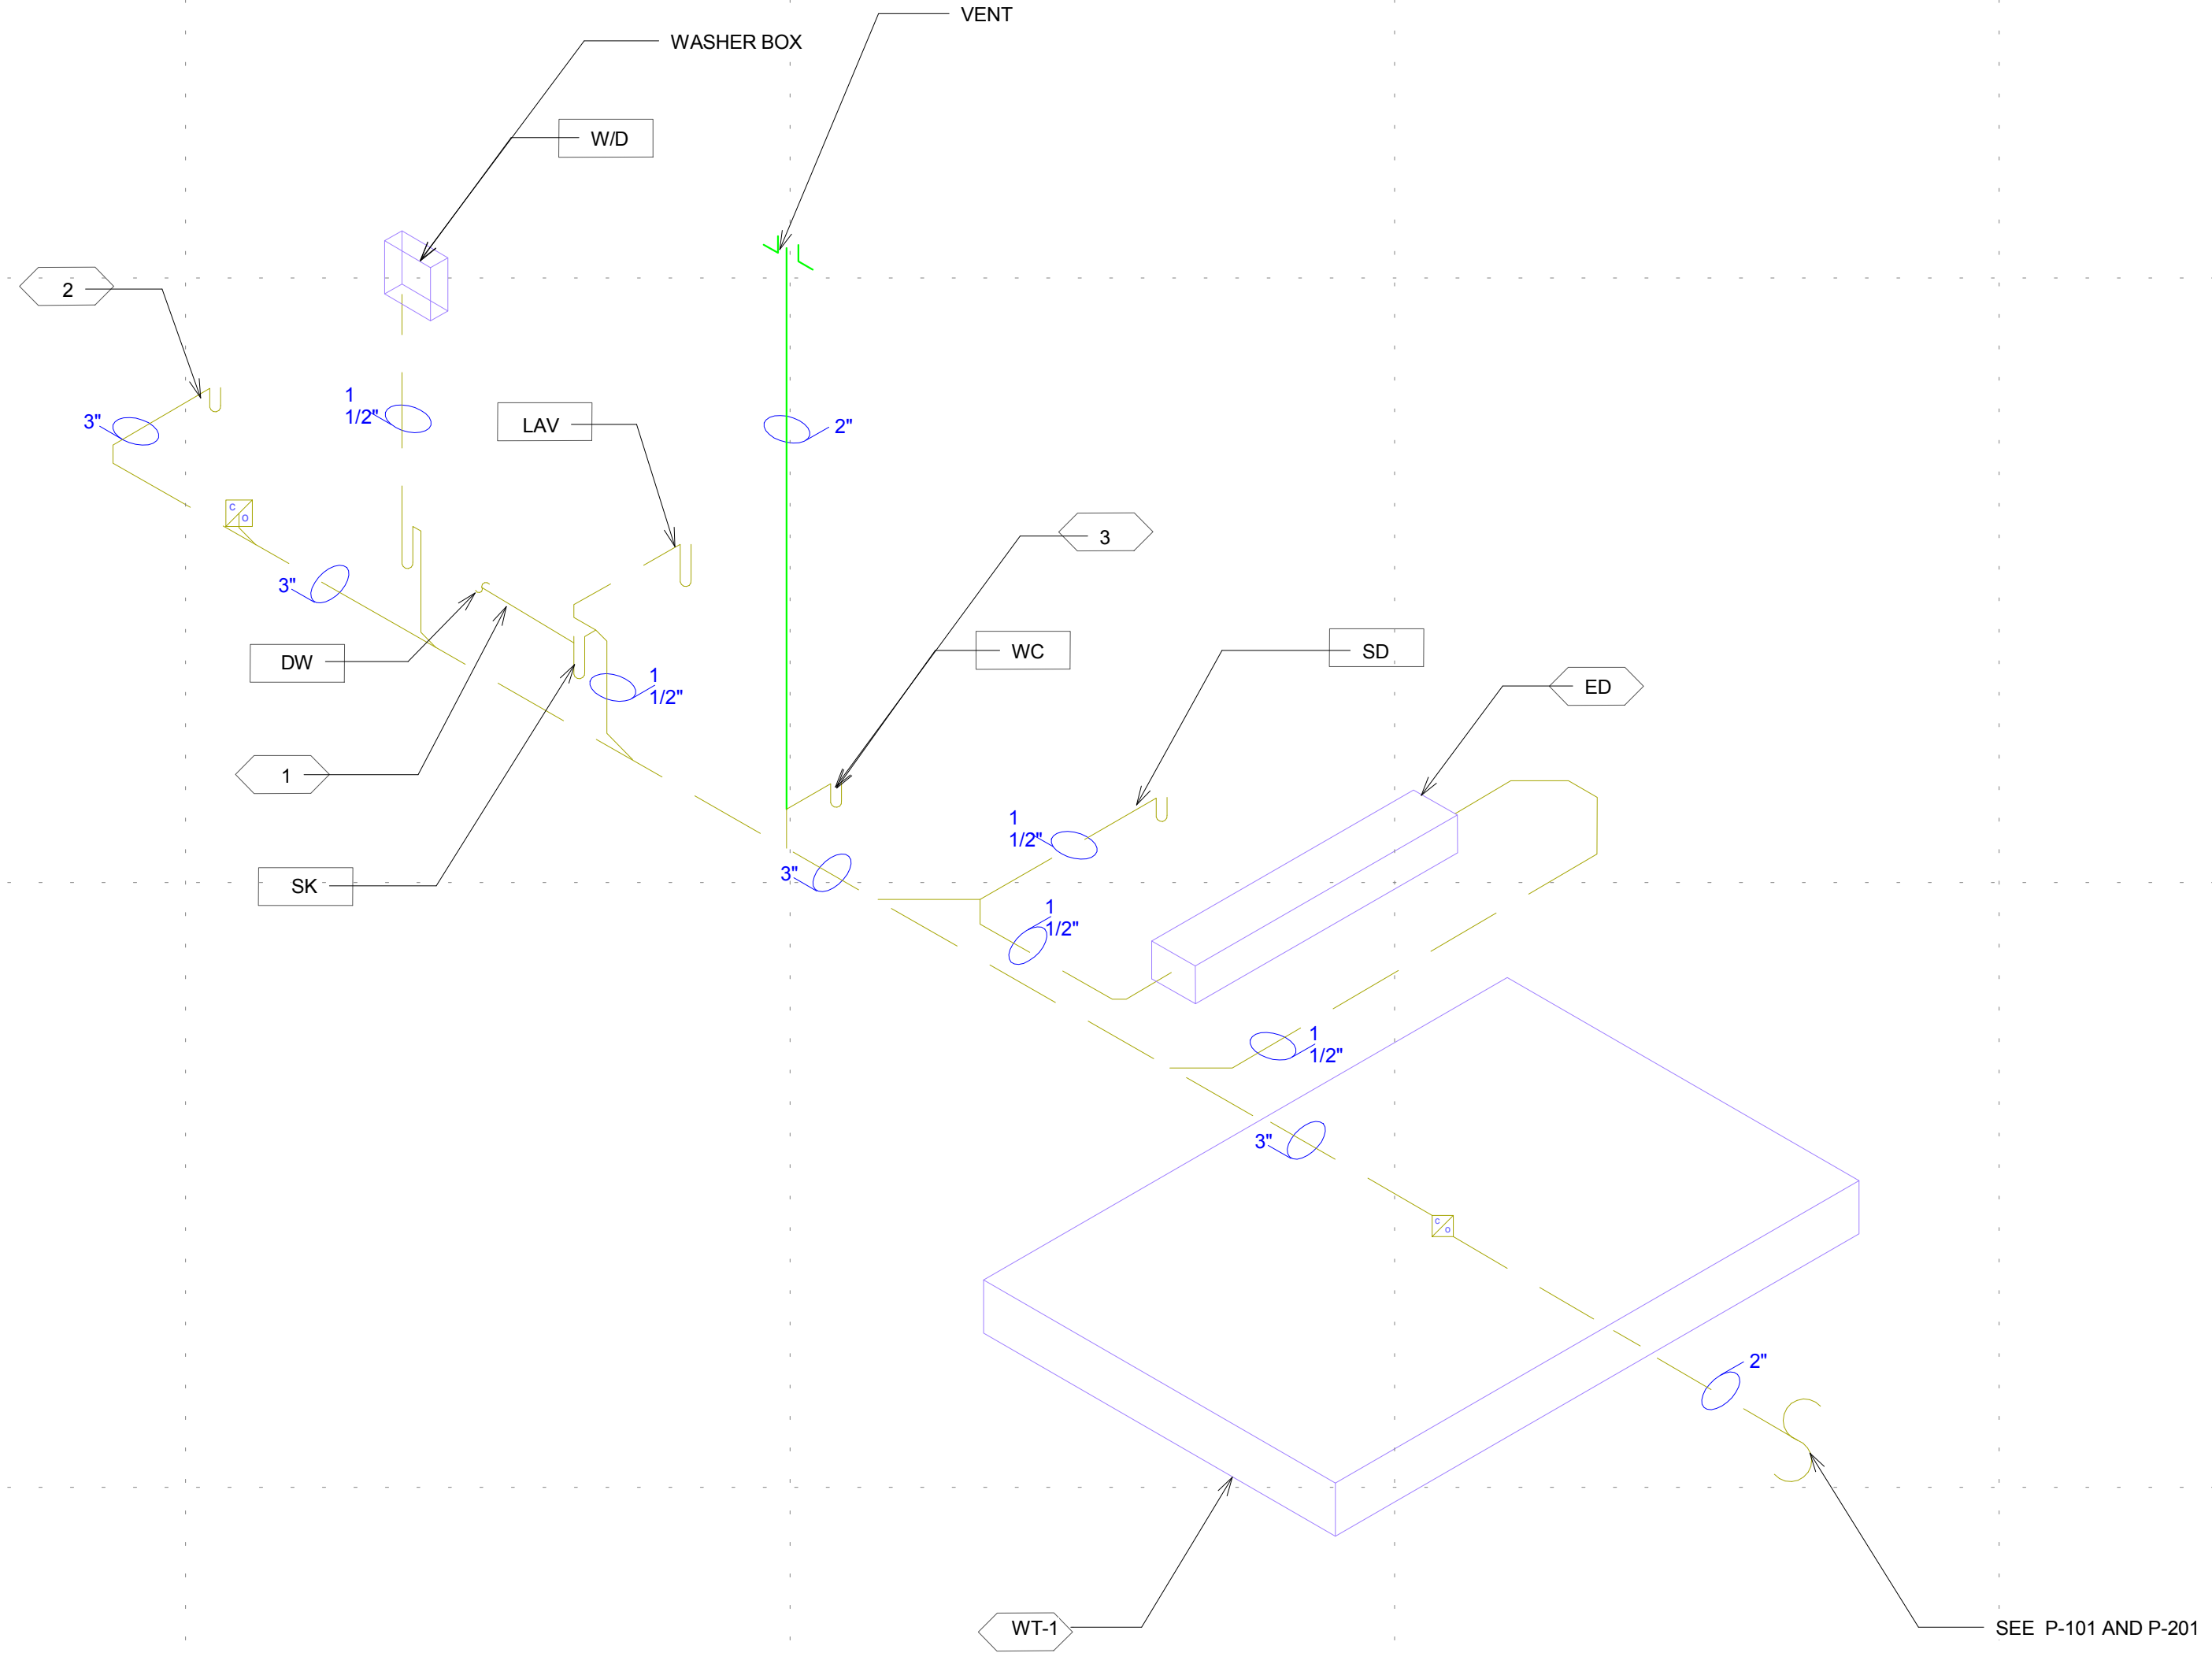 VENT
WASHER BOX
W/D
2
3"
1
1/2"
LAV
2"
C
O
3"
3
DW
WC
SD
1
1/2"
ED
1
1
1/2"
3"
SK
1
1/2"
1
1/2"
3"
C
O
2"
WT-1
SEE P-101 AND P-201